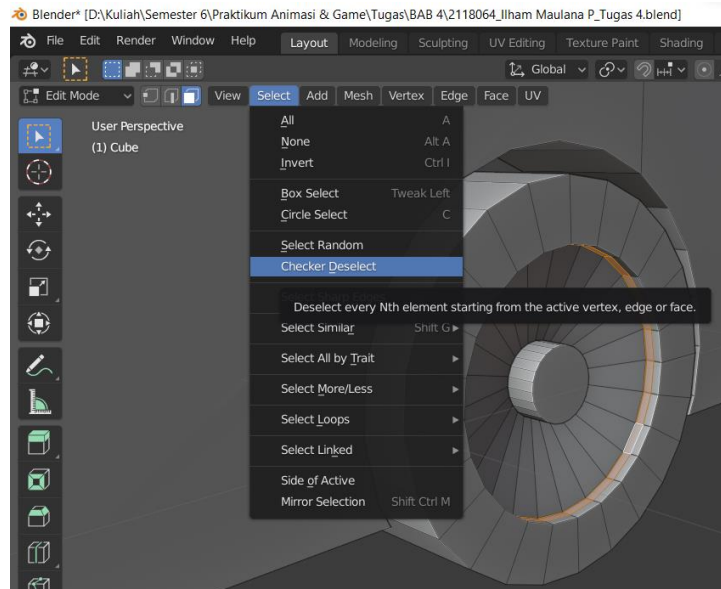 Blender* [D:\Kuliah\Semester 6\Praktikum Animasi & Game\Tugas\BAB 4\2118064_Ilham Maulana P_Tugas 4.blend]
File Edit Render Window Help Layout Modeling Sculpting UV Editing Texture Paint Shading
Global
Edit Mode View Select Add Mesh Vertex Edge Face UV
User Perspective
(1) Cube
All A
None Alt A
Invert Ctrl I
Box Select Tweak Left
Circle Select C
Select Random
Checker Deselect
Deselect every Nth element starting from the active vertex, edge or face.
Select Similar Shift G
Select All by Trait
Select More/Less
Select Loops
Select Linked
Side of Active
Mirror Selection Shift Ctrl M